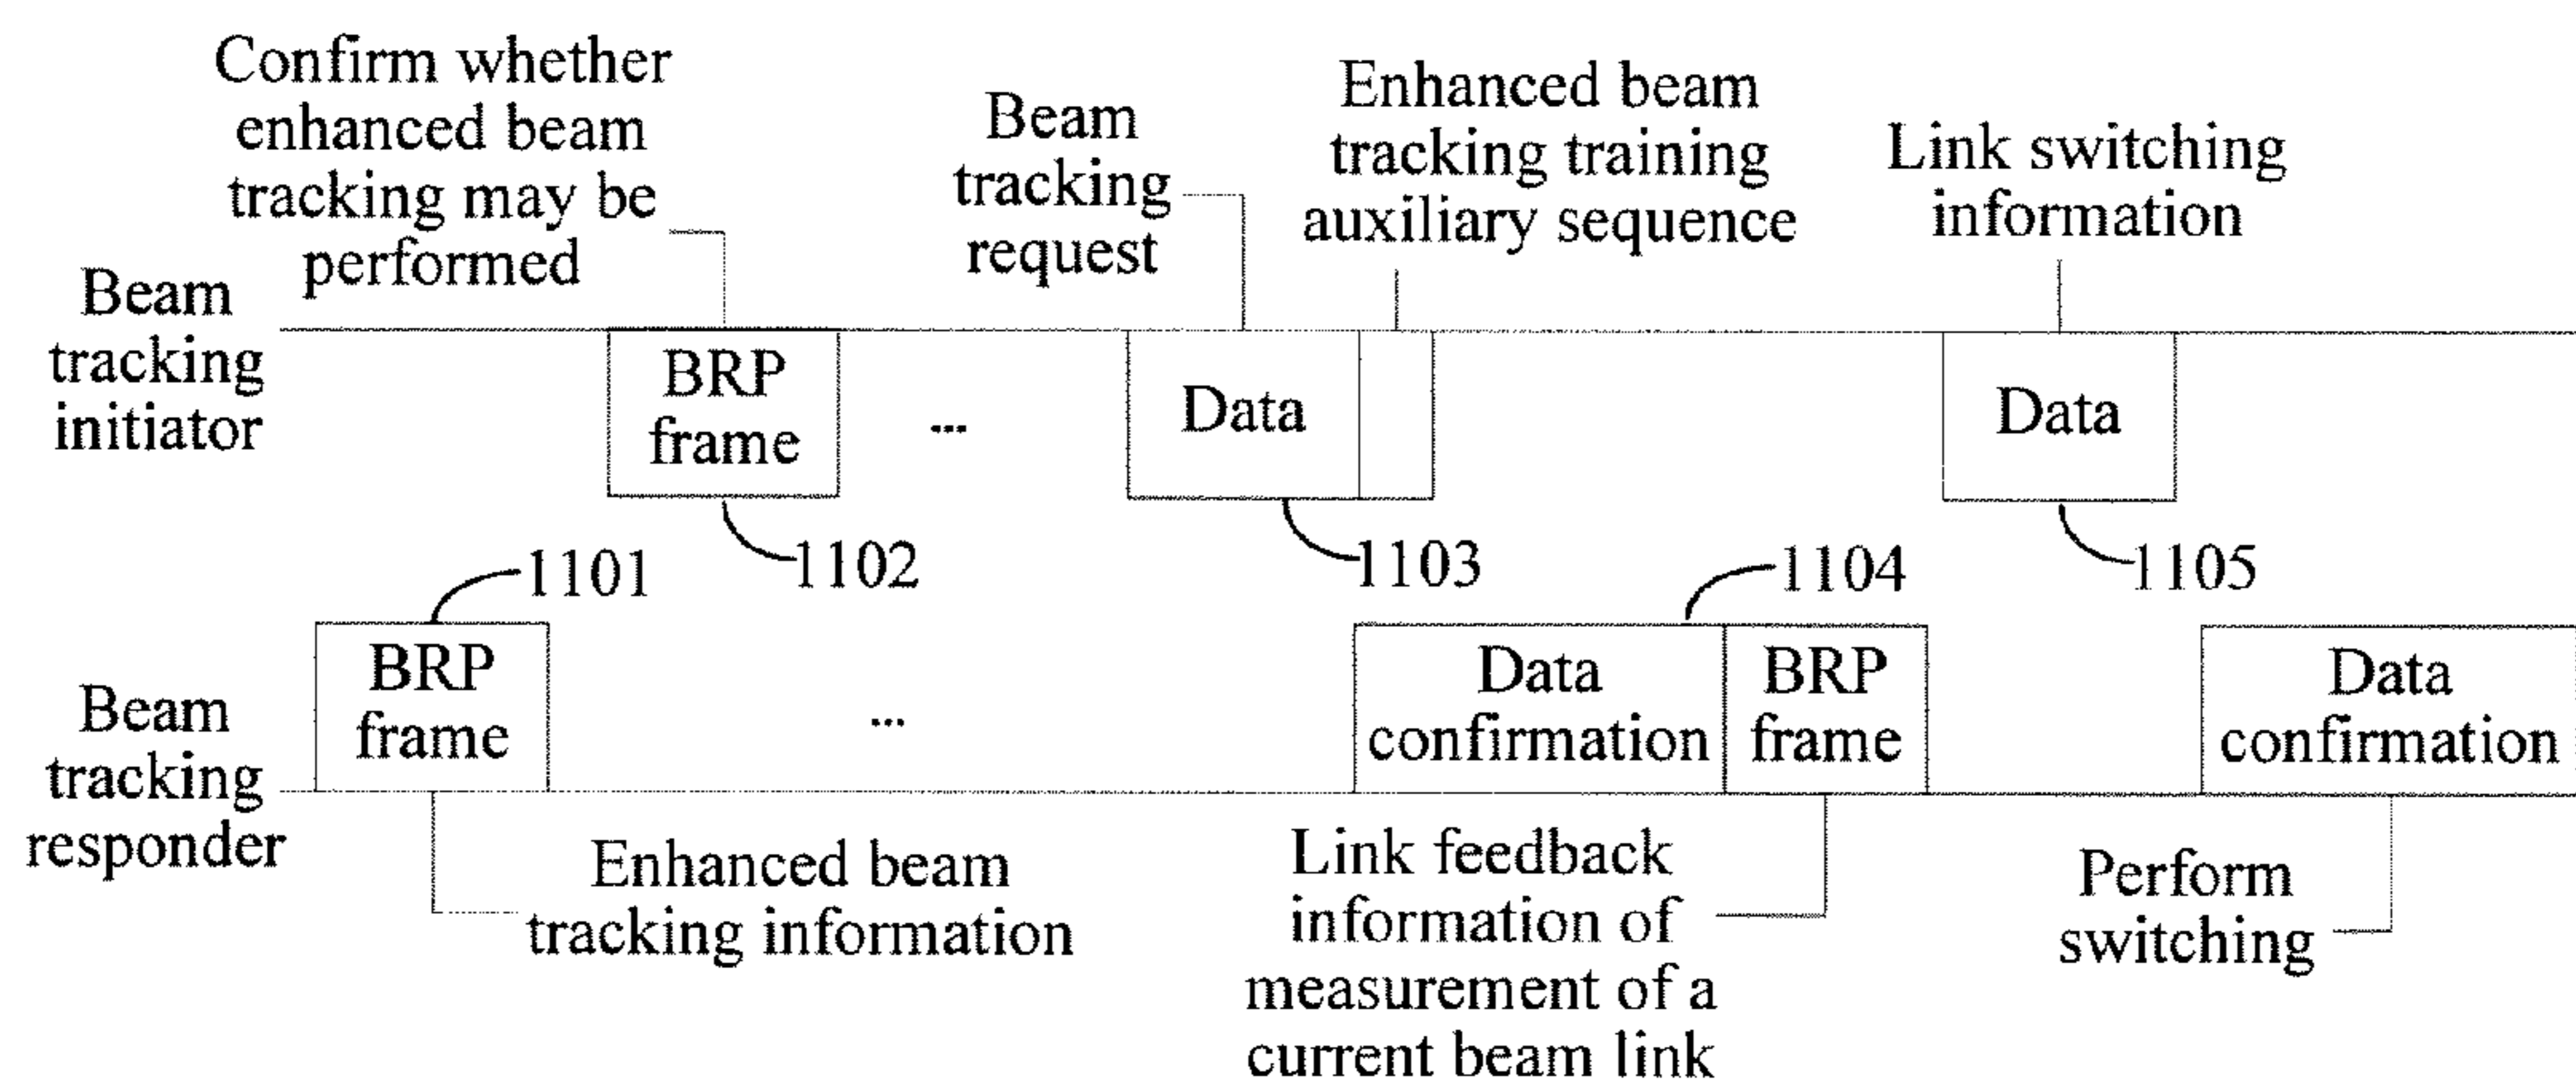 Confirm whether
enhanced beam
tracking may be
performed
Beam
tracking
request
Enhanced beam
tracking training
auxiliary sequence
Link switching
information
Beam
tracking
initiator
BRP
frame
...
Data
Data
1102
1103
1105
1101
1104
Beam
tracking
responder
BRP
frame
...
Data
confirmation
BRP
frame
Data
confirmation
Enhanced beam
tracking information
Link feedback
information of
measurement of a
current beam link
Perform
switching